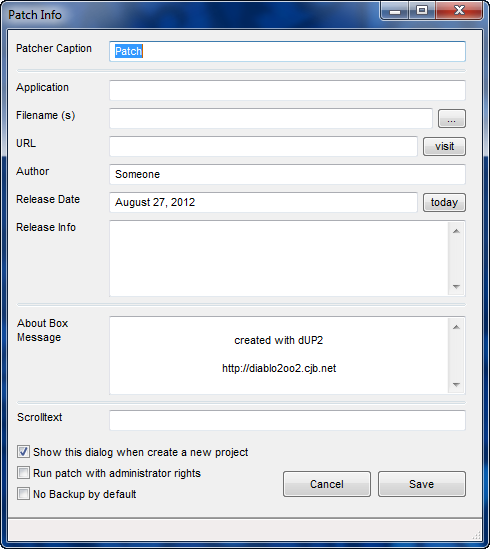 Patch Info
Patcher Caption
Patch
Application
Filename (s)
...
URL
visit
Author
Someone
Release Date
August 27, 2012
today
Release Info
About Box
Message
created with dUP2
http://diablo2oo2.cjb.net
Scrolltext
Show this dialog when create a new project
Run patch with administrator rights
No Backup by default
Cancel
Save